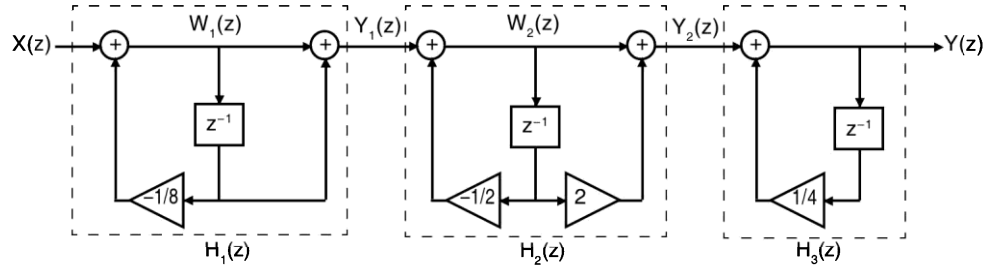 W₁(z) Y₁(z) W₂(z) Y₂(z)
X(z) + + + + + Y(z)
z⁻¹ z⁻¹ z⁻¹
−1/8 −1/2 2 1/4
H₁(z) H₂(z) H₃(z)